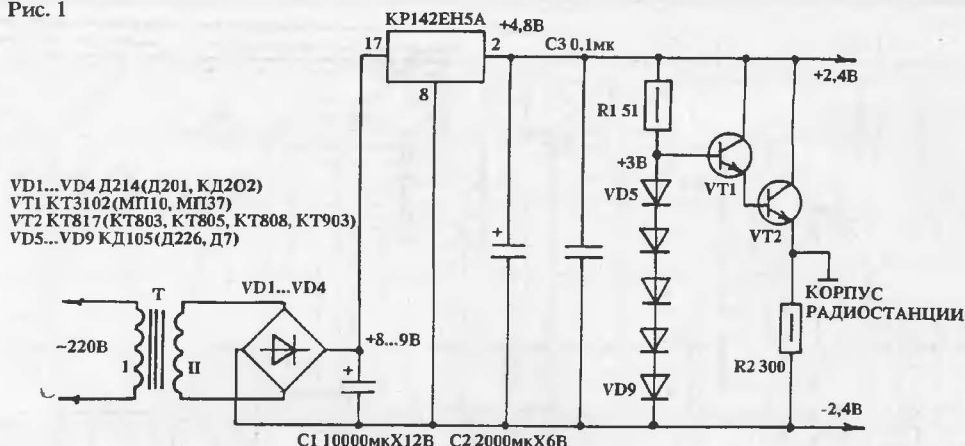 Рис. 1
КР142ЕН5А
17
2
+4,8В
С3 0,1мк
8
+2,4В
R1 51
+3В
VT1
VD5
VT2
VD1...VD4 Д214(Д201, КД2О2)
VT1 КТ3102(МП10, МП37)
VT2 КТ817(КТ803, КТ805, КТ808, КТ903)
VD5...VD9 КД105(Д226, Д7)
Т
VD1...VD4
~220В
I
II
+8...9В
+
+
КОРПУС
РАДИОСТАНЦИИ
R2 300
VD9
-2,4В
С1 10000мкХ12В
С2 2000мкХ6В